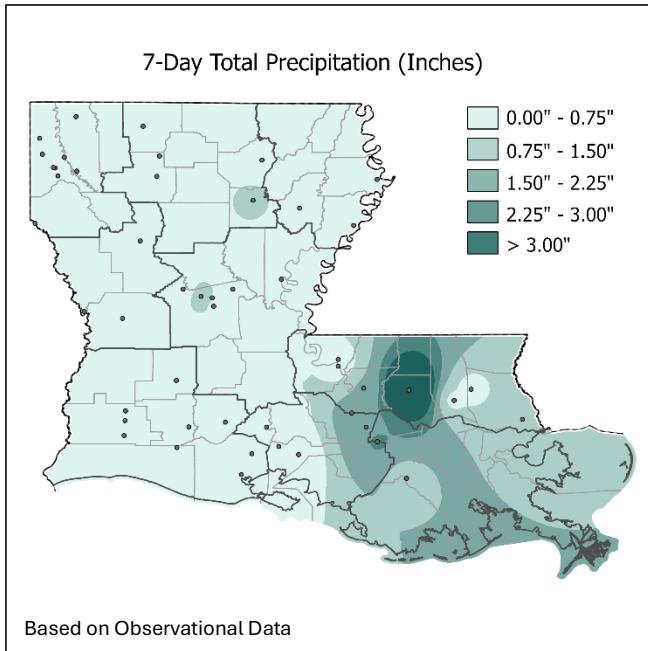 7-Day Total Precipitation (Inches)
0.00" - 0.75"
0.75" - 1.50"
1.50" - 2.25"
2.25" - 3.00"
> 3.00"
Based on Observational Data